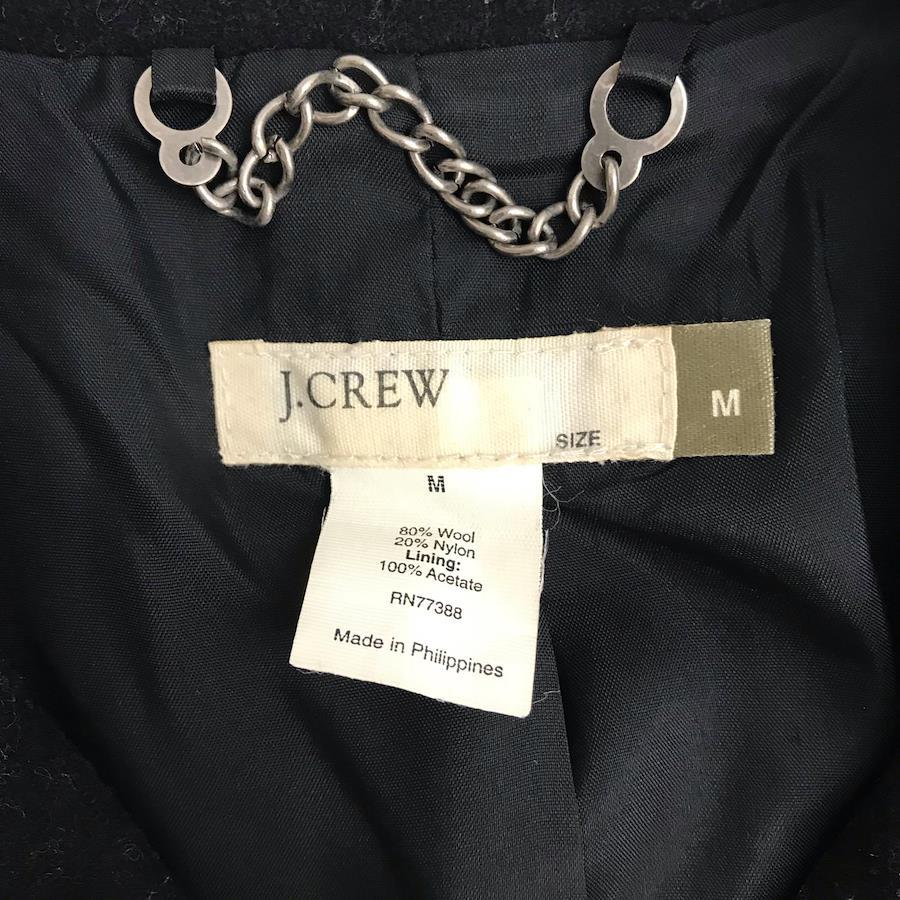 J.CREW
SIZE
M
M
80% Wool
20% Nylon
Lining:
100% Acetate
RN77388
Made in Philippines